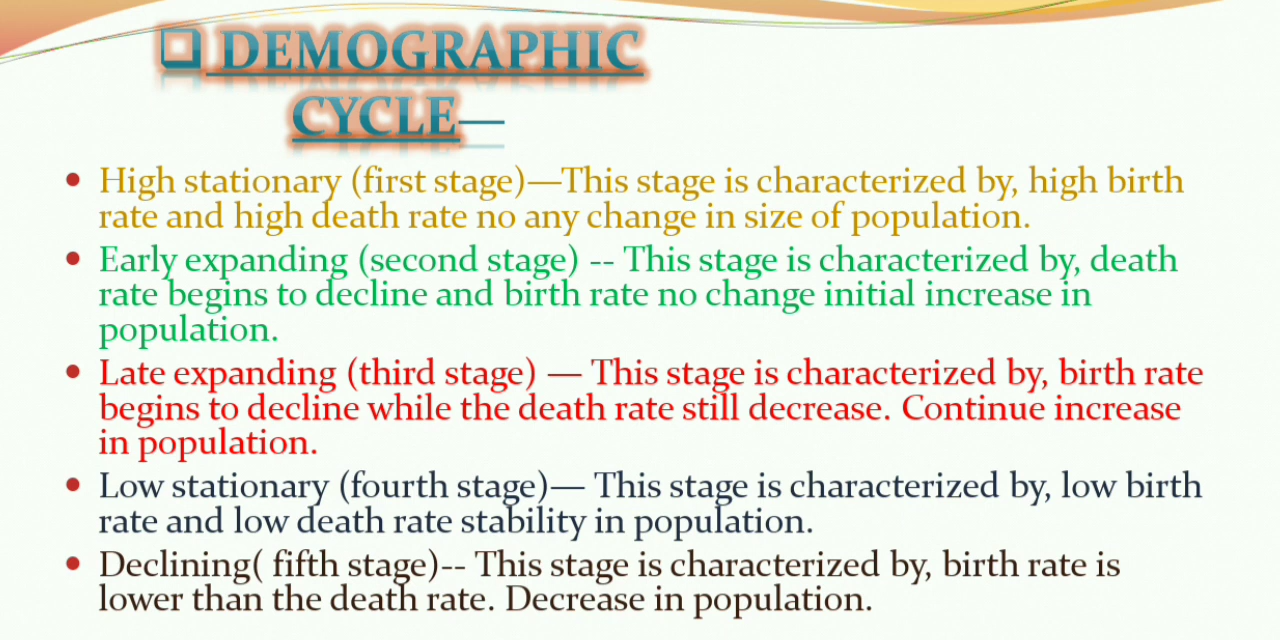 ❑ DEMOGRAPHIC
CYCLE—
• High stationary (first stage)—This stage is characterized by, high birth
rate and high death rate no any change in size of population.
• Early expanding (second stage) -- This stage is characterized by, death
rate begins to decline and birth rate no change initial increase in
population.
• Late expanding (third stage) — This stage is characterized by, birth rate
begins to decline while the death rate still decrease. Continue increase
in population.
• Low stationary (fourth stage)— This stage is characterized by, low birth
rate and low death rate stability in population.
• Declining( fifth stage)-- This stage is characterized by, birth rate is
lower than the death rate. Decrease in population.